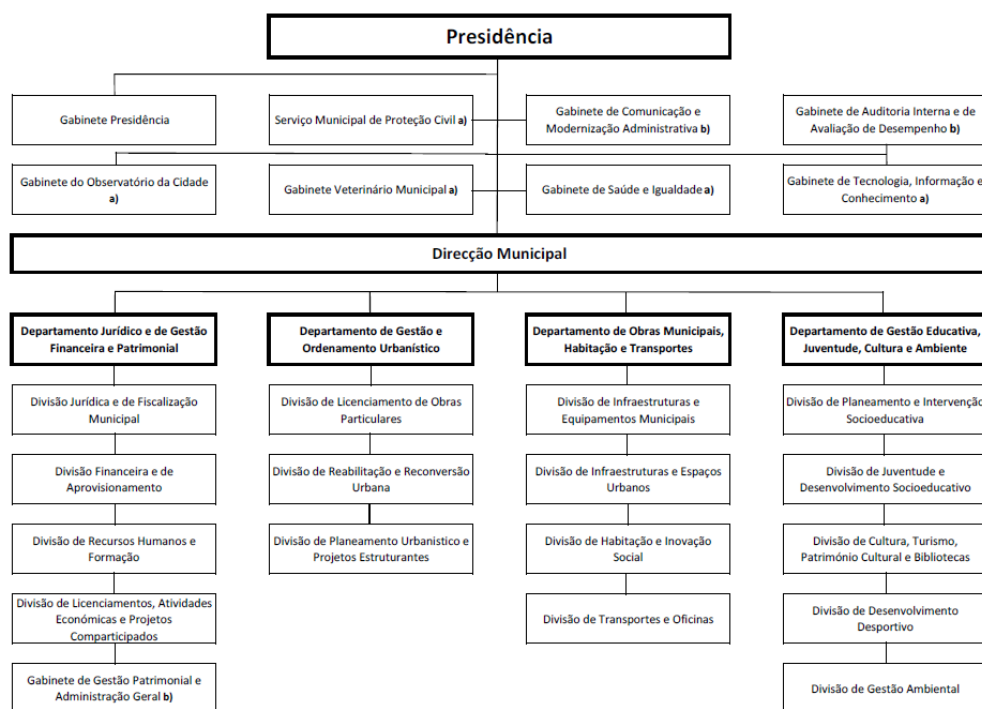 Presidência
Gabinete Presidência
Serviço Municipal de Proteção Civil a)
Gabinete de Comunicação e
Modernização Administrativa b)
Gabinete de Auditoria Interna e de
Avaliação de Desempenho b)
Gabinete do Observatório da Cidade
a)
Gabinete Veterinário Municipal a)
Gabinete de Saúde e Igualdade a)
Gabinete de Tecnologia, Informação e
Conhecimento a)
Direcção Municipal
Departamento Jurídico e de Gestão
Financeira e Patrimonial
Divisão Jurídica e de Fiscalização
Municipal
Divisão Financeira e de
Aprovisionamento
Divisão de Recursos Humanos e
Formação
Divisão de Licenciamentos, Atividades
Económicas e Projetos
Comparticipados
Gabinete de Gestão Patrimonial e
Administração Geral b)
Departamento de Gestão e
Ordenamento Urbanístico
Divisão de Licenciamento de Obras
Particulares
Divisão de Reabilitação e Reconversão
Urbana
Divisão de Planeamento Urbanistico e
Projetos Estruturantes
Departamento de Obras Municipais,
Habitação e Transportes
Divisão de Infraestruturas e
Equipamentos Municipais
Divisão de Infraestruturas e Espaços
Urbanos
Divisão de Habitação e Inovação
Social
Divisão de Transportes e Oficinas
Departamento de Gestão Educativa,
Juventude, Cultura e Ambiente
Divisão de Planeamento e Intervenção
Socioeducativa
Divisão de Juventude e
Desenvolvimento Socioeducativo
Divisão de Cultura, Turismo,
Património Cultural e Bibliotecas
Divisão de Desenvolvimento
Desportivo
Divisão de Gestão Ambiental